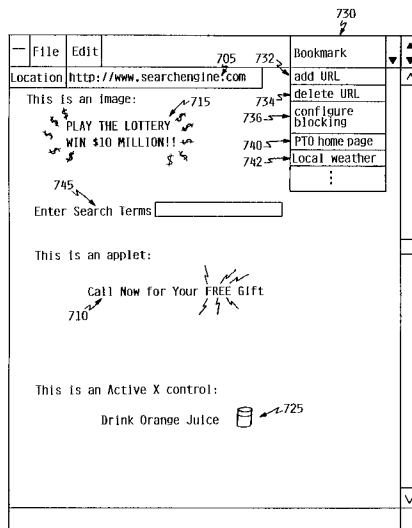 730
File Edit Bookmark
705 732
Location http://www.searchengine.com add URL
This is an image: 715 734 delete URL
$ PLAY THE LOTTERY $ 736 configure
blocking
$ WIN $10 MILLION!! $ 740 PTO home page
$ $ $ 742 Local weather
745
Enter Search Terms
This is an applet:
Call Now for Your FREE Gift
710
This is an Active X control:
Drink Orange Juice 725